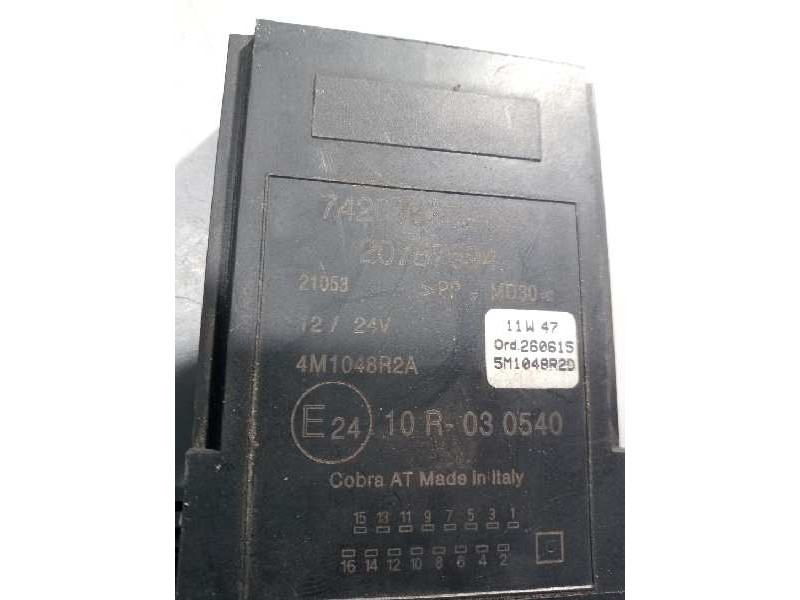 21053
12 / 24V
4M1048R2A
11W 47
Ord.260615
5M1048R2D
E24 10 R- 03 0540
Cobra AT Made in Italy
15 13 11 9 7 5 3 1
16 14 12 10 8 6 4 2